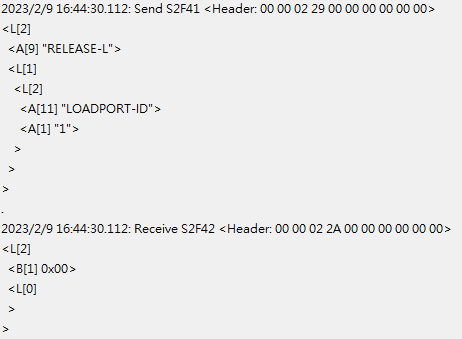 2023/2/9 16:44:30.112: Send S2F41 <Header: 00 00 02 29 00 00 00 00 00 00>
<L[2]
<A[9] "RELEASE-L">
<L[1]
<L[2]
<A[11] "LOADPORT-ID">
<A[1] "1">
>
>
>
.
2023/2/9 16:44:30.112: Receive S2F42 <Header: 00 00 02 2A 00 00 00 00 00 00>
<L[2]
<B[1] 0x00>
<L[0]
>
>